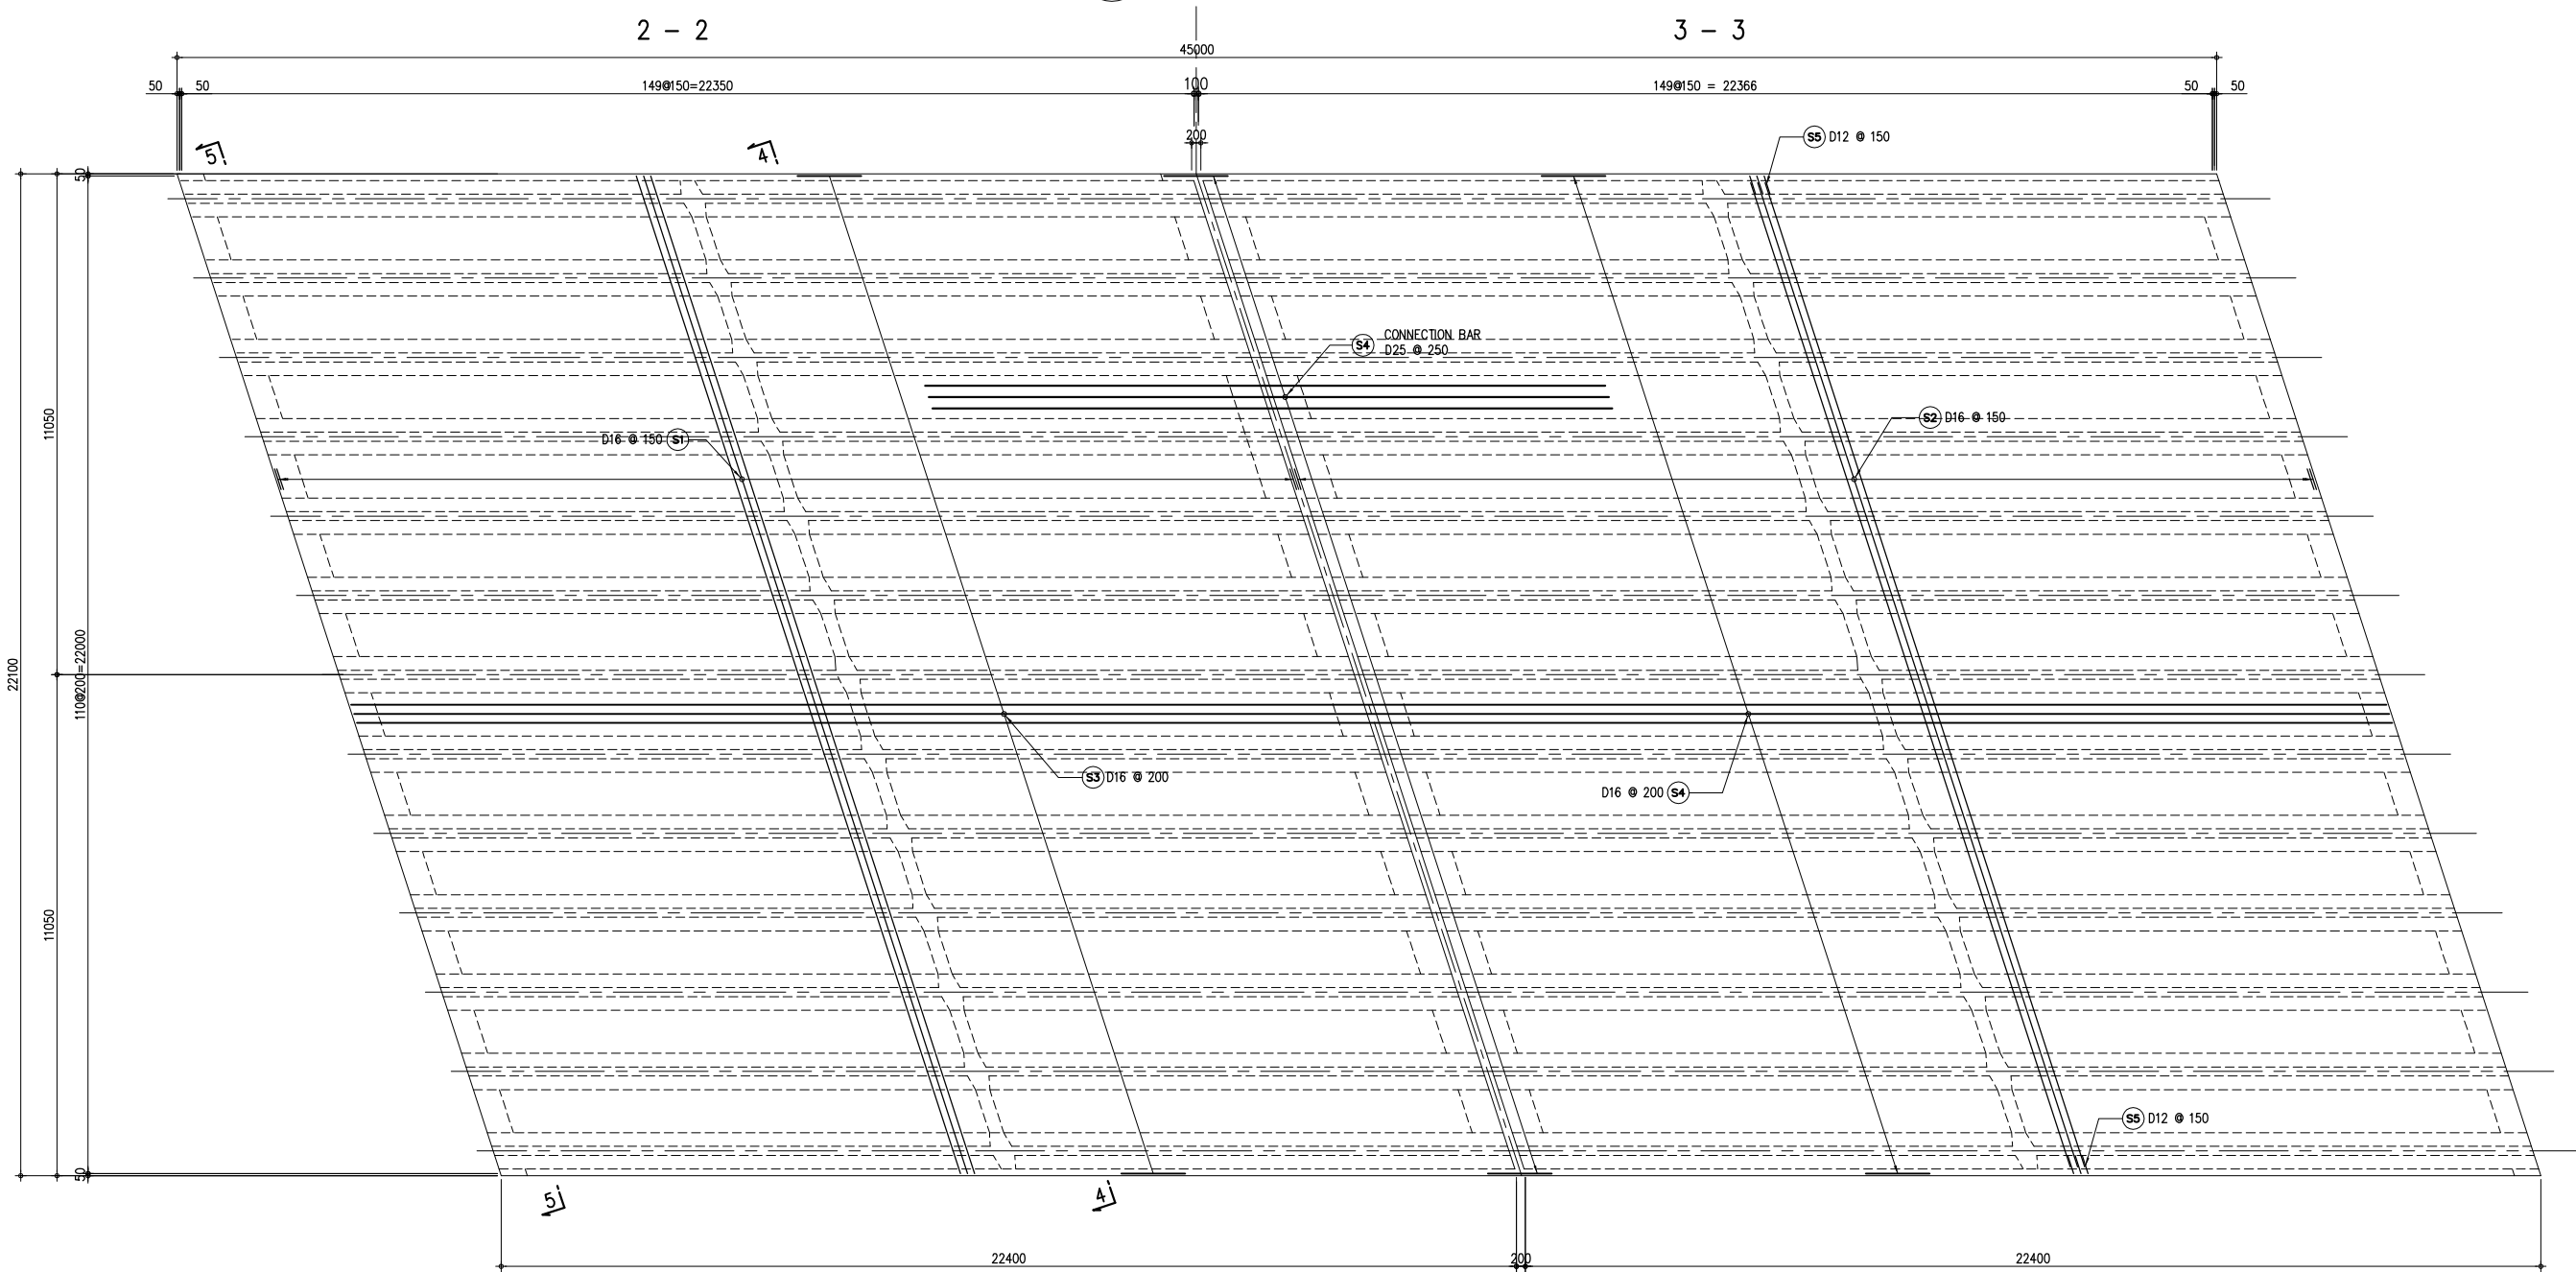 2 - 2
3 - 3
45000
50
50
149@150=22350
100
149@150 = 22366
50
50
200
5
4
S5 D12 @ 150
50
S4 CONNECTION BAR
D25 @ 250
11050
D16 @ 150 S1
S2 D16 @ 150
22100
110@200=22000
S3 D16 @ 200
D16 @ 200 S4
11050
S5 D12 @ 150
50
5
4
22400
200
22400